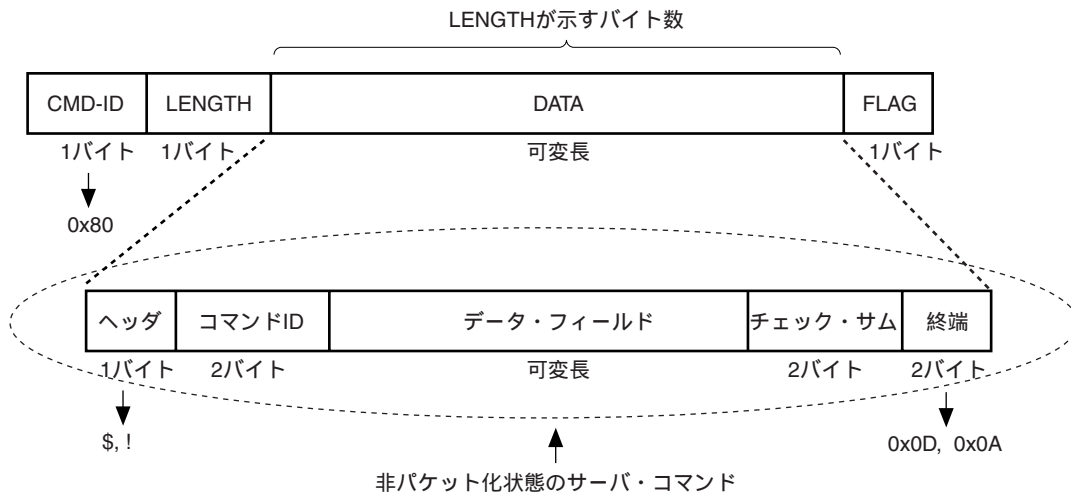 LENGTHが示すバイト数
CMD-ID LENGTH DATA FLAG
1バイト 1バイト 可変長 1バイト
0x80
ヘッダ コマンドID データ・フィールド チェック・サム 終端
1バイト 2バイト 可変長 2バイト 2バイト
$, ! 0x0D, 0x0A
非パケット化状態のサーバ・コマンド